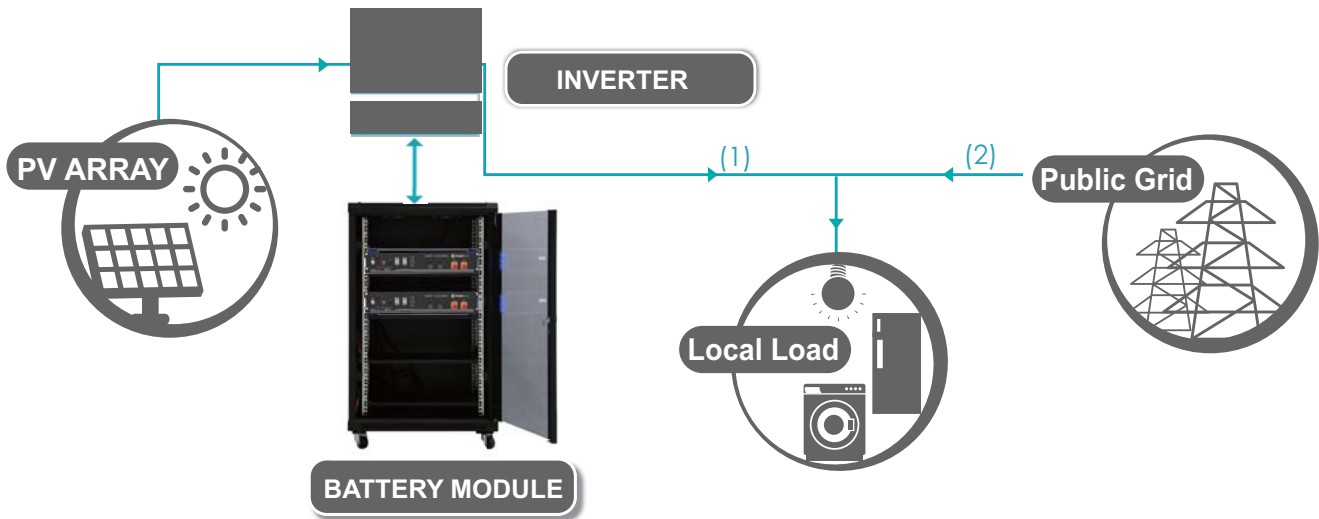 INVERTER
PV ARRAY
(1)
(2)
Public Grid
Local Load
BATTERY MODULE